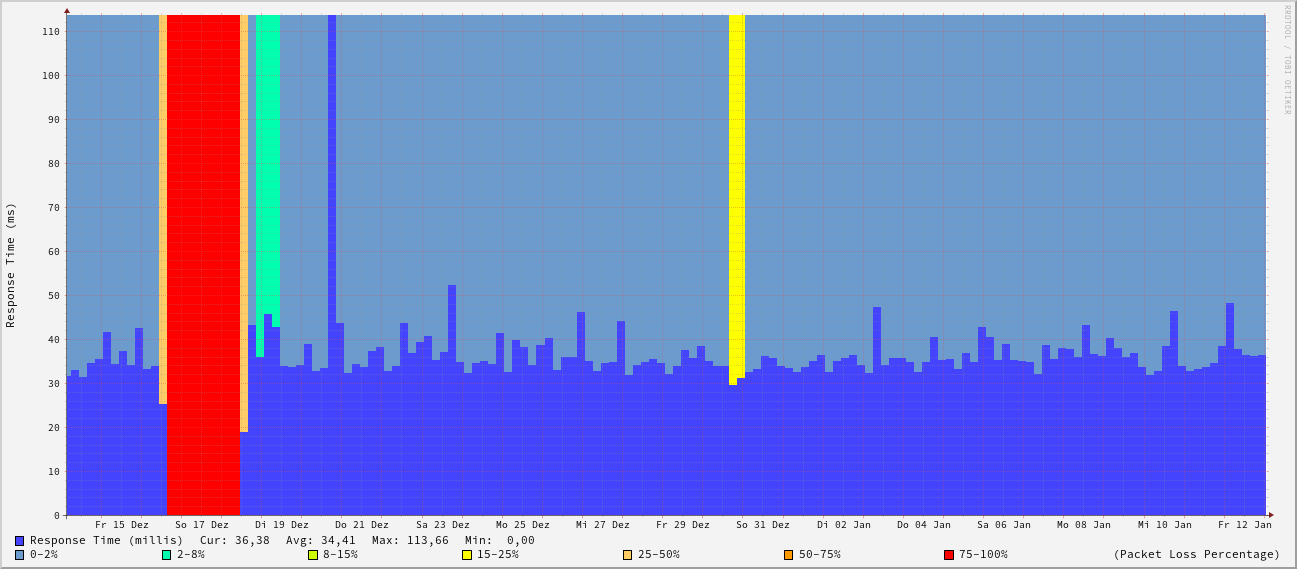 RRDTOOL / TOBI OETIKER
Response Time (ms)
110
100
90
80
70
60
50
40
30
20
10
0
Fr 15 Dez So 17 Dez Di 19 Dez Do 21 Dez Sa 23 Dez Mo 25 Dez Mi 27 Dez Fr 29 Dez So 31 Dez Di 02 Jan Do 04 Jan Sa 06 Jan Mo 08 Jan Mi 10 Jan Fr 12 Jan
Response Time (millis) Cur: 36,38 Avg: 34,41 Max: 113,66 Min: 0,00
0-2% 2-8% 8-15% 15-25% 25-50% 50-75% 75-100% (Packet Loss Percentage)